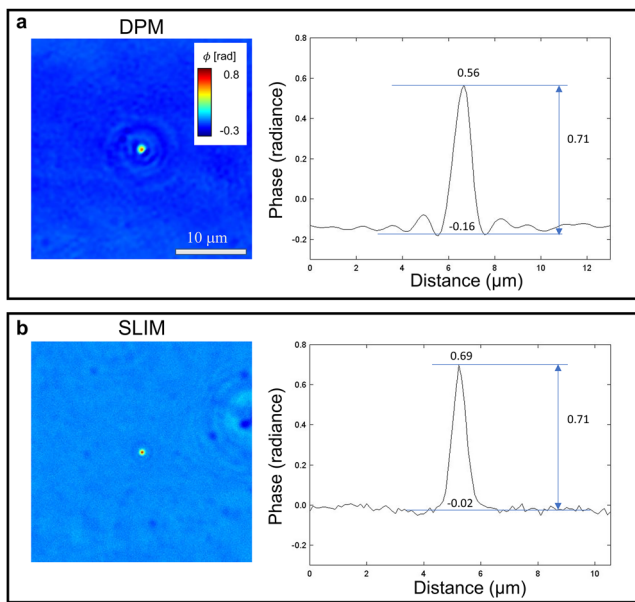 a
DPM
ϕ [rad]
0.8
-0.3
10 μm
Phase (radiance)
0.8
0.6
0.4
0.2
0.0
-0.2
0.56
0.71
-0.16
0 2 4 6 8 10 12
Distance (μm)
b
SLIM
Phase (radiance)
0.8
0.6
0.4
0.2
0.0
-0.2
0.69
0.71
-0.02
0 2 4 6 8 10
Distance (μm)